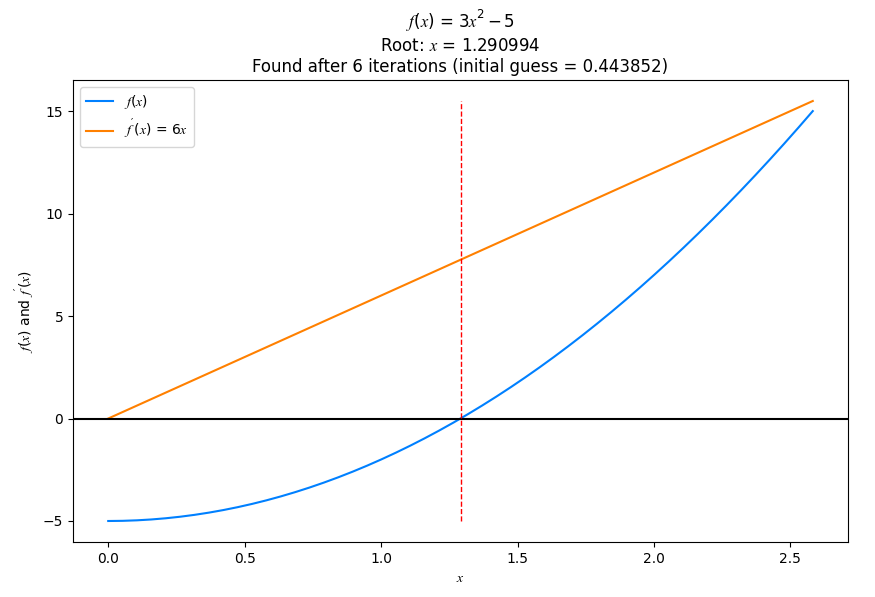 f(x) = 3x² − 5
Root: x = 1.290994
Found after 6 iterations (initial guess = 0.443852)
f(x)
f′(x) = 6x
15
10
5
0
−5
f(x) and f′(x)
0.0 0.5 1.0 1.5 2.0 2.5
x